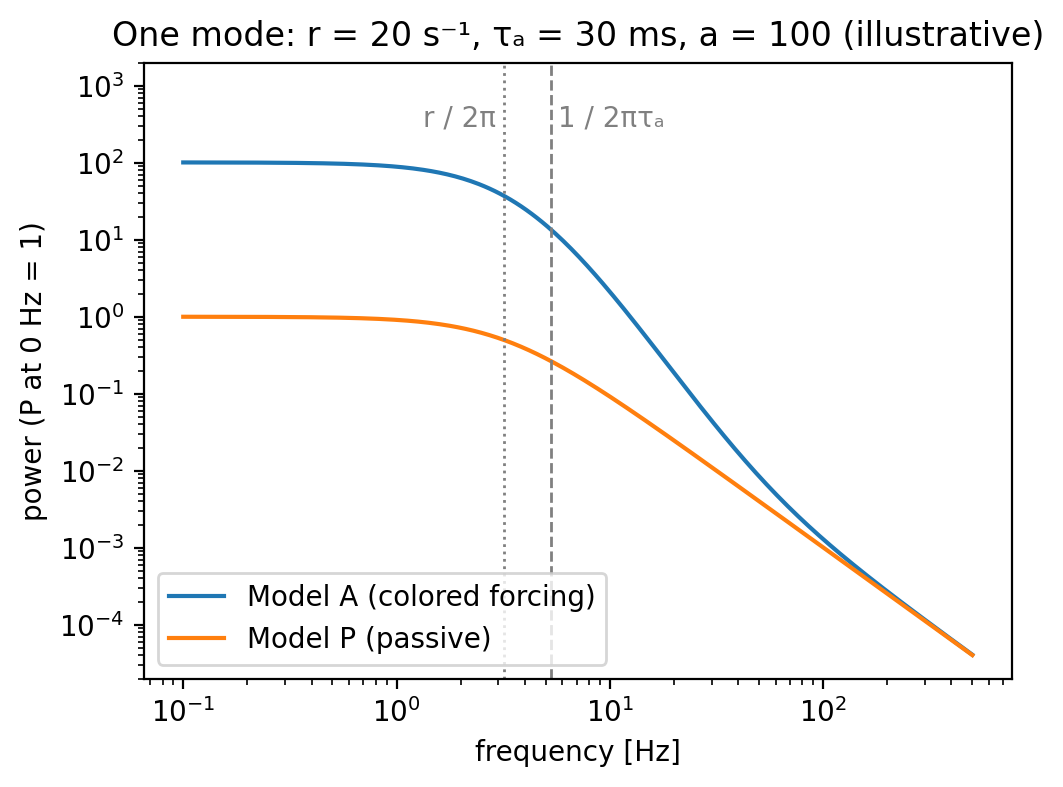 One mode: r = 20 s⁻¹, τₐ = 30 ms, a = 100 (illustrative)
power (P at 0 Hz = 1)
10³
10²
10¹
10⁰
10⁻¹
10⁻²
10⁻³
10⁻⁴
r / 2π
1 / 2πτₐ
Model A (colored forcing)
Model P (passive)
10⁻¹ 10⁰ 10¹ 10²
frequency [Hz]